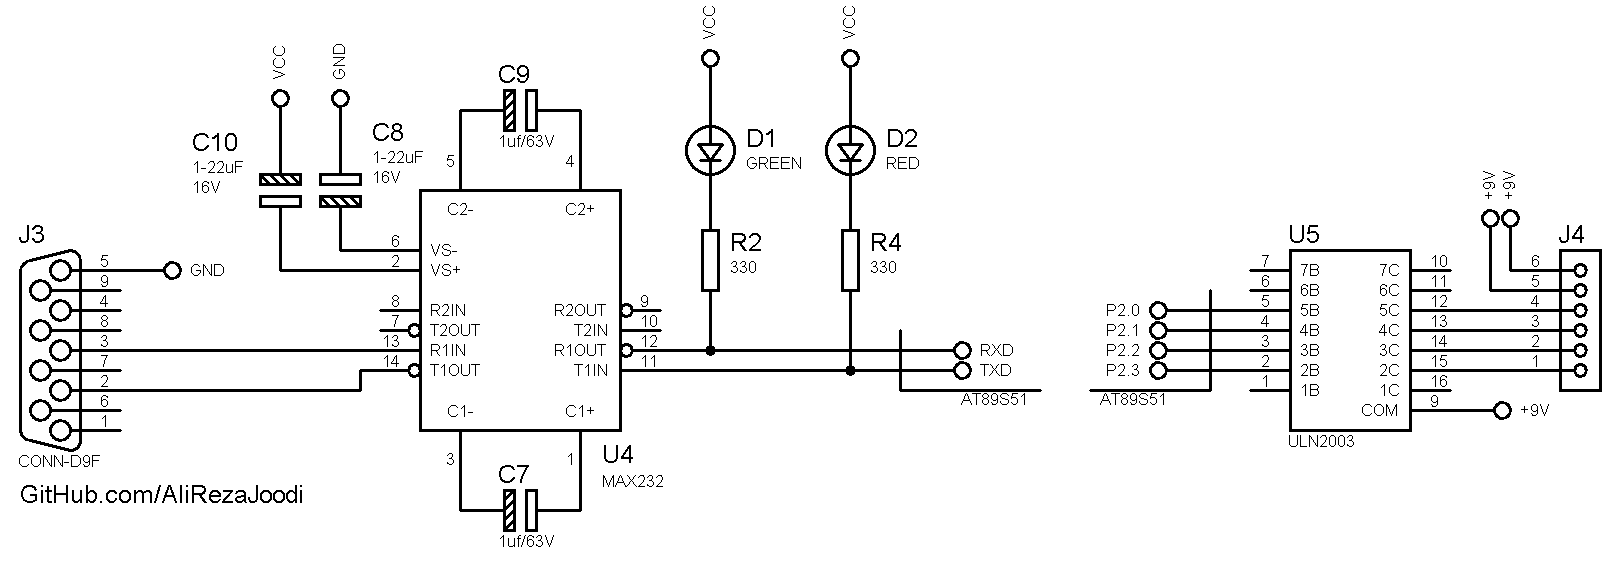 VCC
GND
C10
1-22uF
16V
C8
1-22uF
16V
C9
1uf/63V
5
4
C2-
C2+
6
VS-
2
VS+
8
R2IN
7
T2OUT
13
R1IN
14
T1OUT
R2OUT
9
T2IN
10
R1OUT
12
T1IN
11
C1-
C1+
3
1
C7
1uf/63V
U4
MAX232
J3
5
9
4
8
3
7
2
6
1
GND
CONN-D9F
GitHub.com/AliRezaJoodi
VCC
VCC
D1
GREEN
D2
RED
R2
330
R4
330
RXD
TXD
AT89S51
P2.0
P2.1
P2.2
P2.3
AT89S51
U5
7
7B
6
6B
5
5B
4
4B
3
3B
2
2B
1
1B
7C
10
6C
11
5C
12
4C
13
3C
14
2C
15
1C
16
COM
9
ULN2003
+9V
+9V
+9V
J4
6
5
4
3
2
1